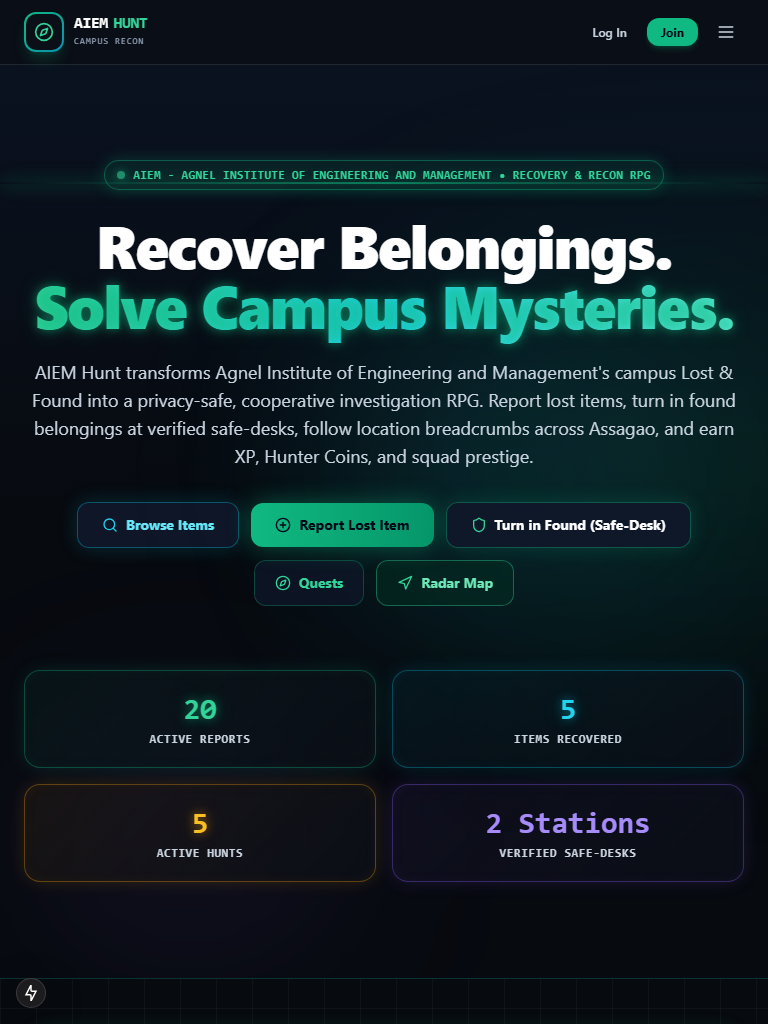 AIEM HUNT
CAMPUS RECON
Log In
Join
AIEM - AGNEL INSTITUTE OF ENGINEERING AND MANAGEMENT • RECOVERY & RECON RPG
Recover Belongings.
Solve Campus Mysteries.
AIEM Hunt transforms Agnel Institute of Engineering and Management's campus Lost &
Found into a privacy-safe, cooperative investigation RPG. Report lost items, turn in found
belongings at verified safe-desks, follow location breadcrumbs across Assagao, and earn
XP, Hunter Coins, and squad prestige.
Browse Items
Report Lost Item
Turn in Found (Safe-Desk)
Quests
Radar Map
20
ACTIVE REPORTS
5
ITEMS RECOVERED
5
ACTIVE HUNTS
2 Stations
VERIFIED SAFE-DESKS